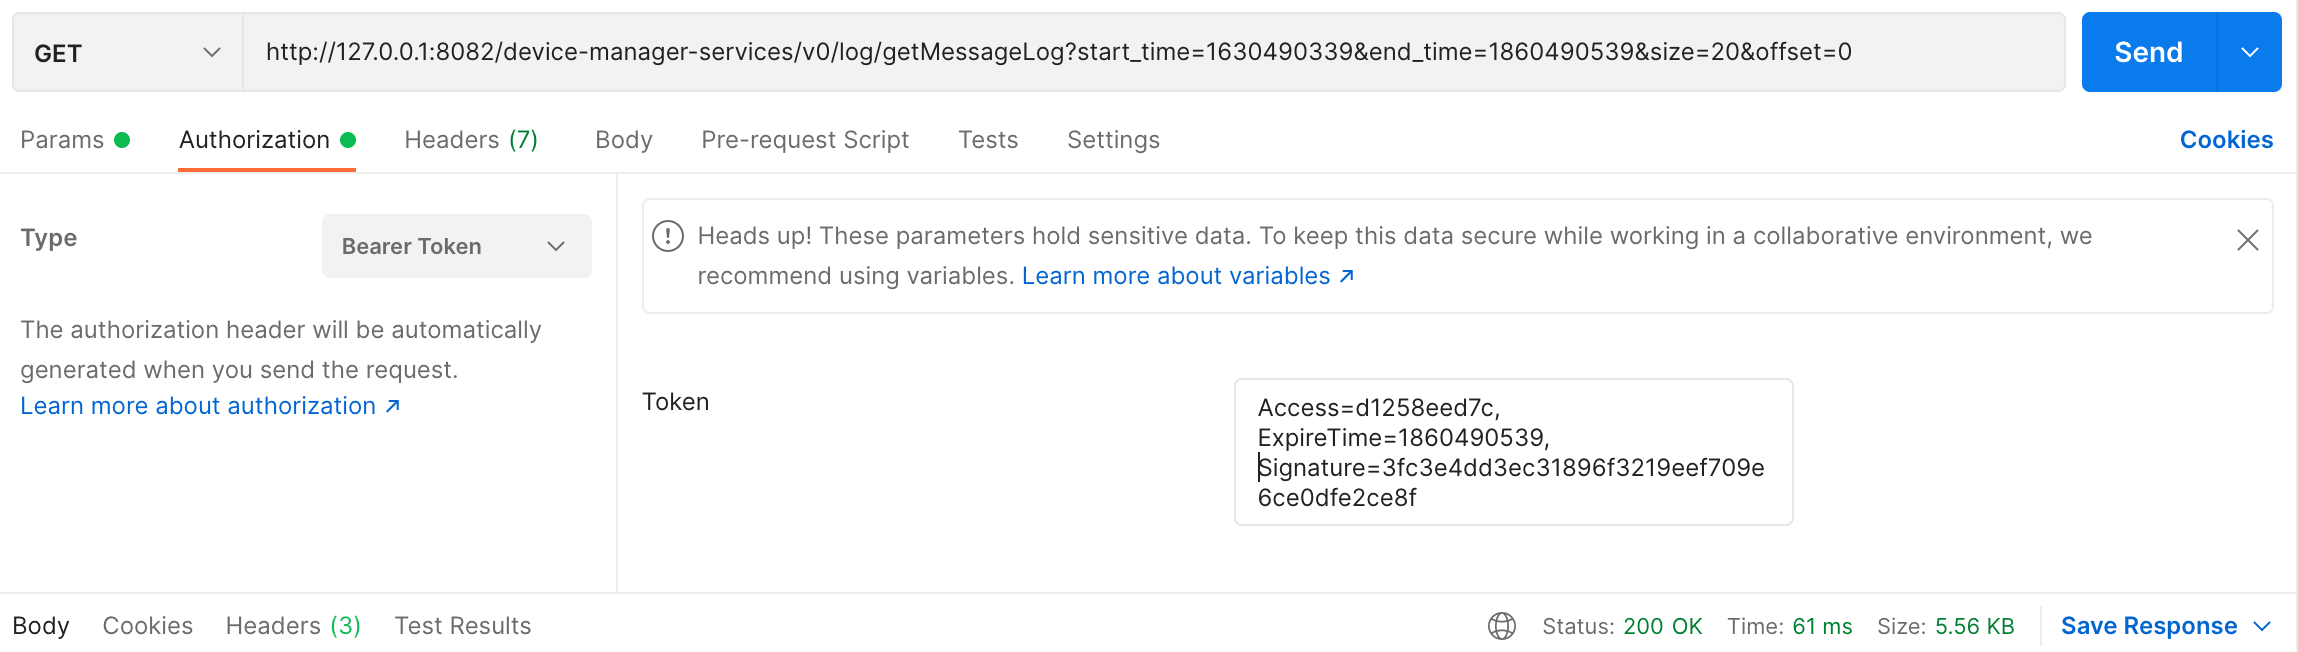 GET http://127.0.0.1:8082/device-manager-services/v0/log/getMessageLog?start_time=1630490339&end_time=1860490539&size=20&offset=0 Send
Params Authorization Headers (7) Body Pre-request Script Tests Settings Cookies
Type Bearer Token
The authorization header will be automatically
generated when you send the request.
Learn more about authorization ↗
Heads up! These parameters hold sensitive data. To keep this data secure while working in a collaborative environment, we
recommend using variables. Learn more about variables ↗
Token
Access=d1258eed7c,
ExpireTime=1860490539,
Signature=3fc3e4dd3ec31896f3219eef709e
6ce0dfe2ce8f
Body Cookies Headers (3) Test Results Status: 200 OK Time: 61 ms Size: 5.56 KB Save Response